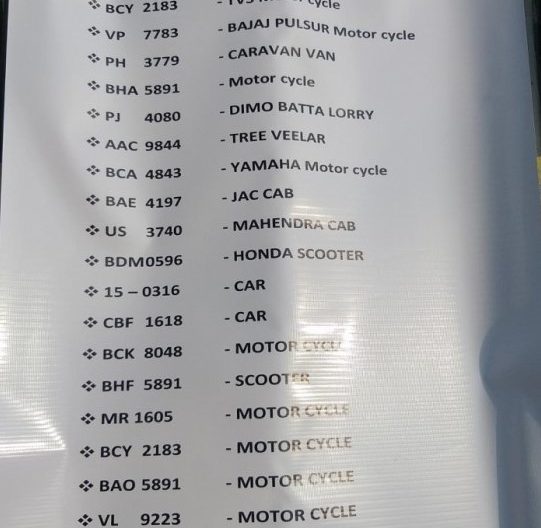 ❖ BCY 2183 - TVS Motor cycle
❖ VP 7783 - BAJAJ PULSUR Motor cycle
❖ PH 3779 - CARAVAN VAN
❖ BHA 5891 - Motor cycle
❖ PJ 4080 - DIMO BATTA LORRY
❖ AAC 9844 - TREE VEELAR
❖ BCA 4843 - YAMAHA Motor cycle
❖ BAE 4197 - JAC CAB
❖ US 3740 - MAHENDRA CAB
❖ BDM0596 - HONDA SCOOTER
❖ 15 – 0316 - CAR
❖ CBF 1618 - CAR
❖ BCK 8048 - MOTOR CYCLE
❖ BHF 5891 - SCOOTER
❖ MR 1605 - MOTOR CYCLE
❖ BCY 2183 - MOTOR CYCLE
❖ BAO 5891 - MOTOR CYCLE
❖ VL 9223 - MOTOR CYCLE